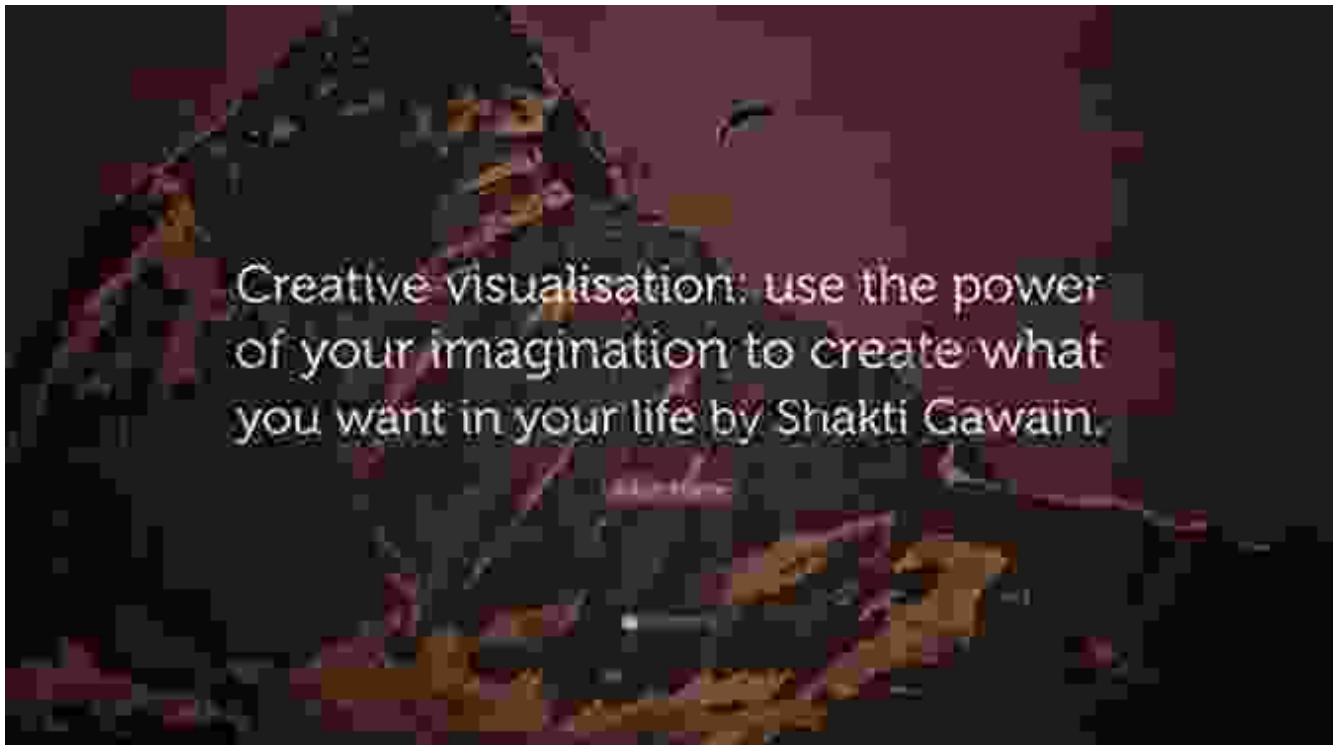 Creative visualisation: use the power
of your imagination to create what
you want in your life by Shakti Gawain.